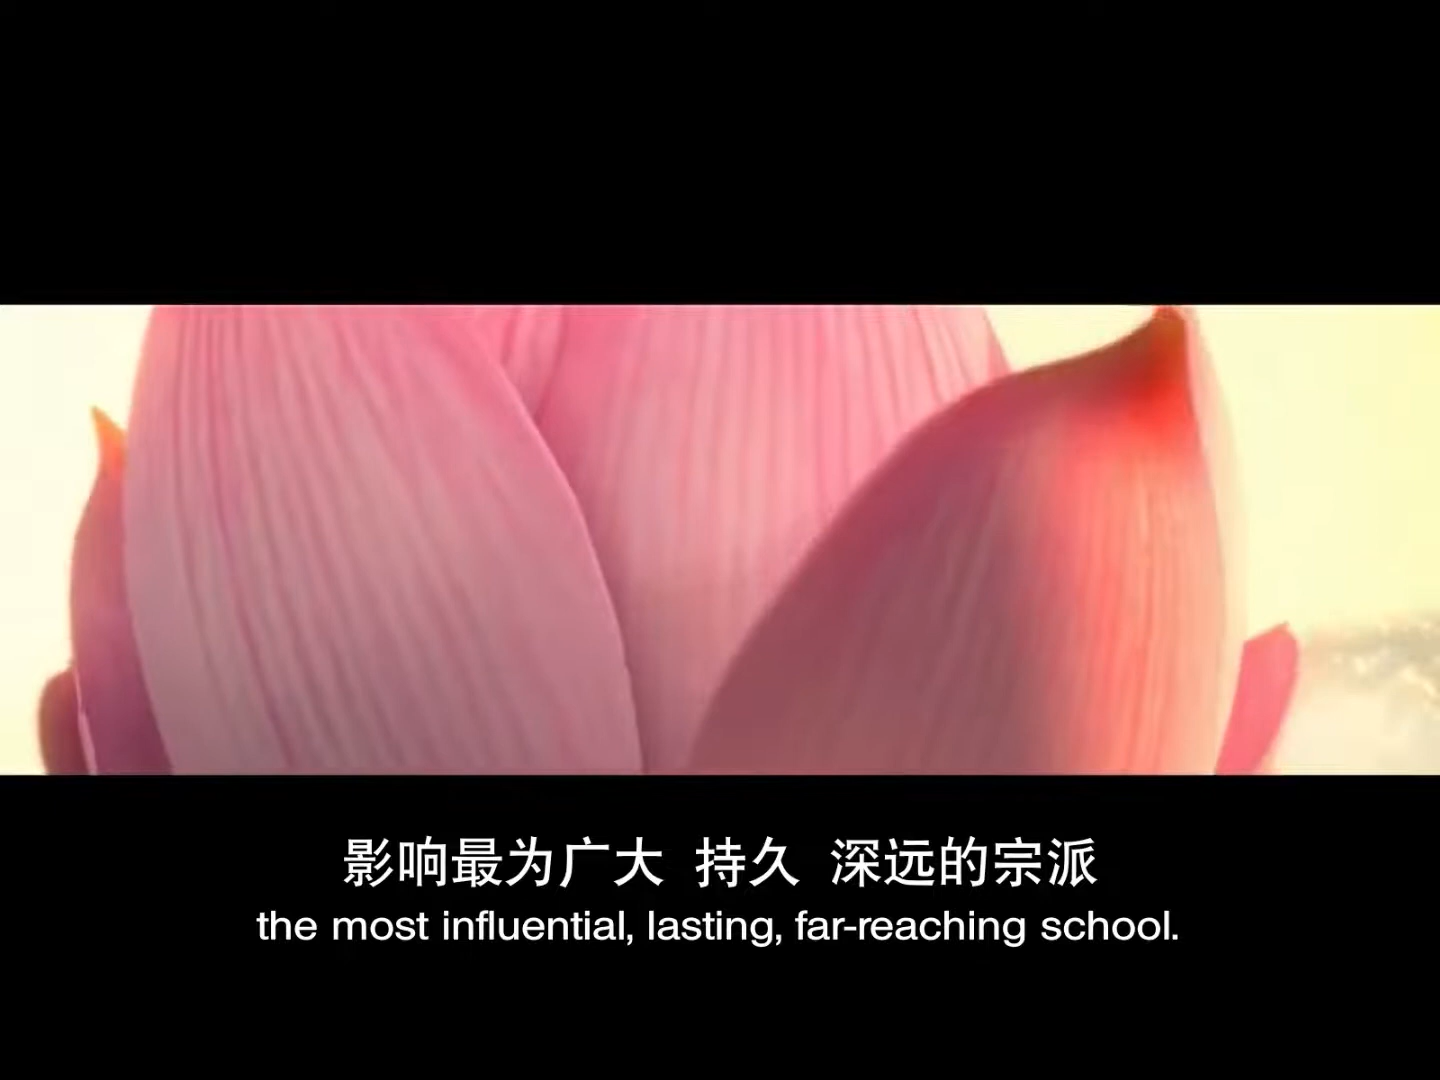 影响最为广大 持久 深远的宗派
the most influential, lasting, far-reaching school.